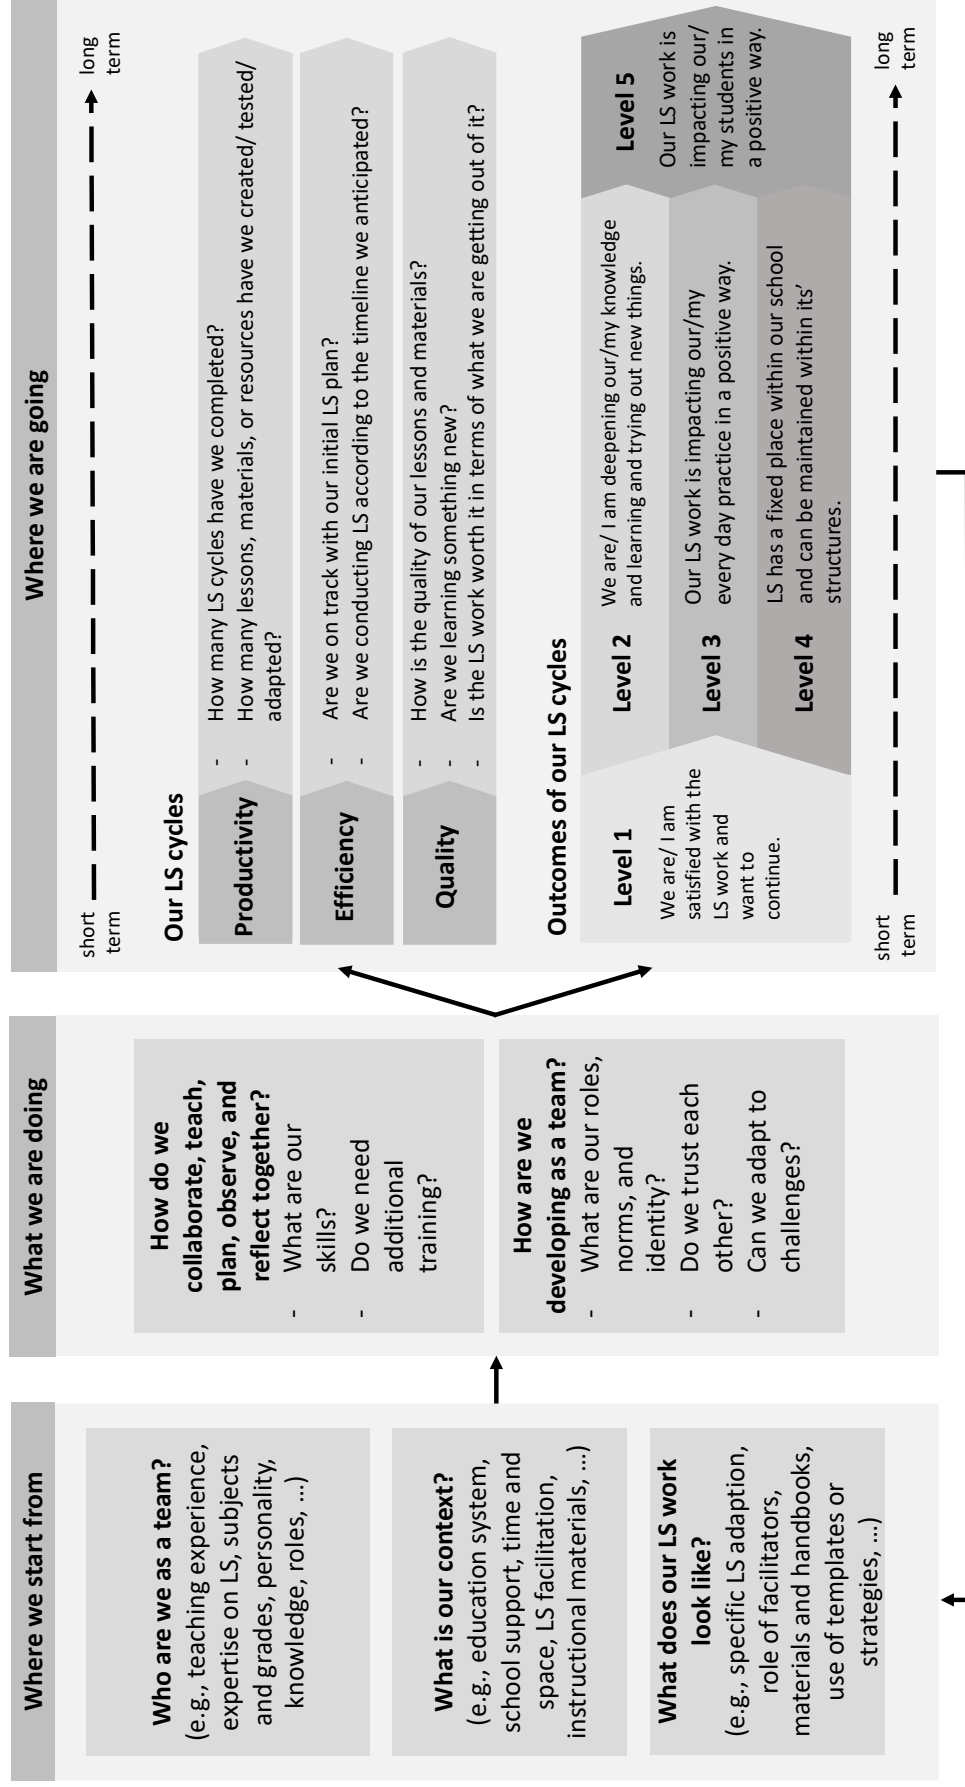 Where we start from
Who are we as a team?
(e.g., teaching experience,
expertise on LS, subjects
and grades, personality,
knowledge, roles, ...)
What is our context?
(e.g., education system,
school support, time and
space, LS facilitation,
instructional materials, ...)
What does our LS work
look like?
(e.g., specific LS adaption,
role of facilitators,
materials and handbooks,
use of templates or
strategies, ...)
What we are doing
How do we
collaborate, teach,
plan, observe, and
reflect together?
- What are our
skills?
- Do we need
additional
training?
How are we
developing as a team?
- What are our roles,
norms, and
identity?
- Do we trust each
other?
- Can we adapt to
challenges?
Where we are going
short
term
long
term
Our LS cycles
Productivity
- How many LS cycles have we completed?
- How many lessons, materials, or resources have we created/ tested/
adapted?
Efficiency
- Are we on track with our initial LS plan?
- Are we conducting LS according to the timeline we anticipated?
Quality
- How is the quality of our lessons and materials?
- Are we learning something new?
- Is the LS work worth it in terms of what we are getting out of it?
Outcomes of our LS cycles
Level 1
We are/ I am
satisfied with the
LS work and
want to
continue.
Level 2
We are/ I am deepening our/my knowledge
and learning and trying out new things.
Level 3
Our LS work is impacting our/my
every day practice in a positive way.
Level 4
LS has a fixed place within our school
and can be maintained within its’
structures.
Level 5
Our LS work is
impacting our/
my students in
a positive way.
short
term
long
term